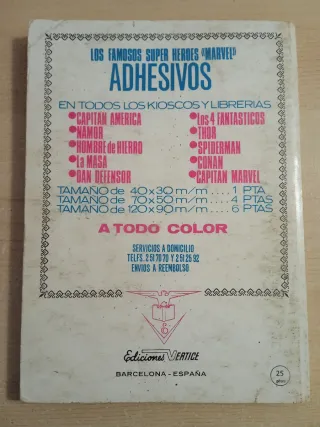 LOS FAMOSOS SUPER HEROES «MARVEL»
ADHESIVOS
EN TODOS LOS KIOSCOS Y LIBRERIAS
•CAPITAN AMERICA
•NAMOR
•HOMBRE de HIERRO
•La MASA
•DAN DEFENSOR
•Los 4 FANTASTICOS
•THOR
•SPIDERMAN
•CONAN
•CAPITAN MARVEL
TAMAÑO de 40x30 m/m .... 1 PTA
TAMAÑO de 70x50 m/m .... 4 PTAS
TAMAÑO de 120x90 m/m .... 6 PTAS
A TODO COLOR
SERVICIOS A DOMICILIO
TELFS. 2 51 70 70 y 2 51 25 92
ENVIOS A REEMBOLSO
Ediciones VERTICE
BARCELONA - ESPAÑA
25
ptas.